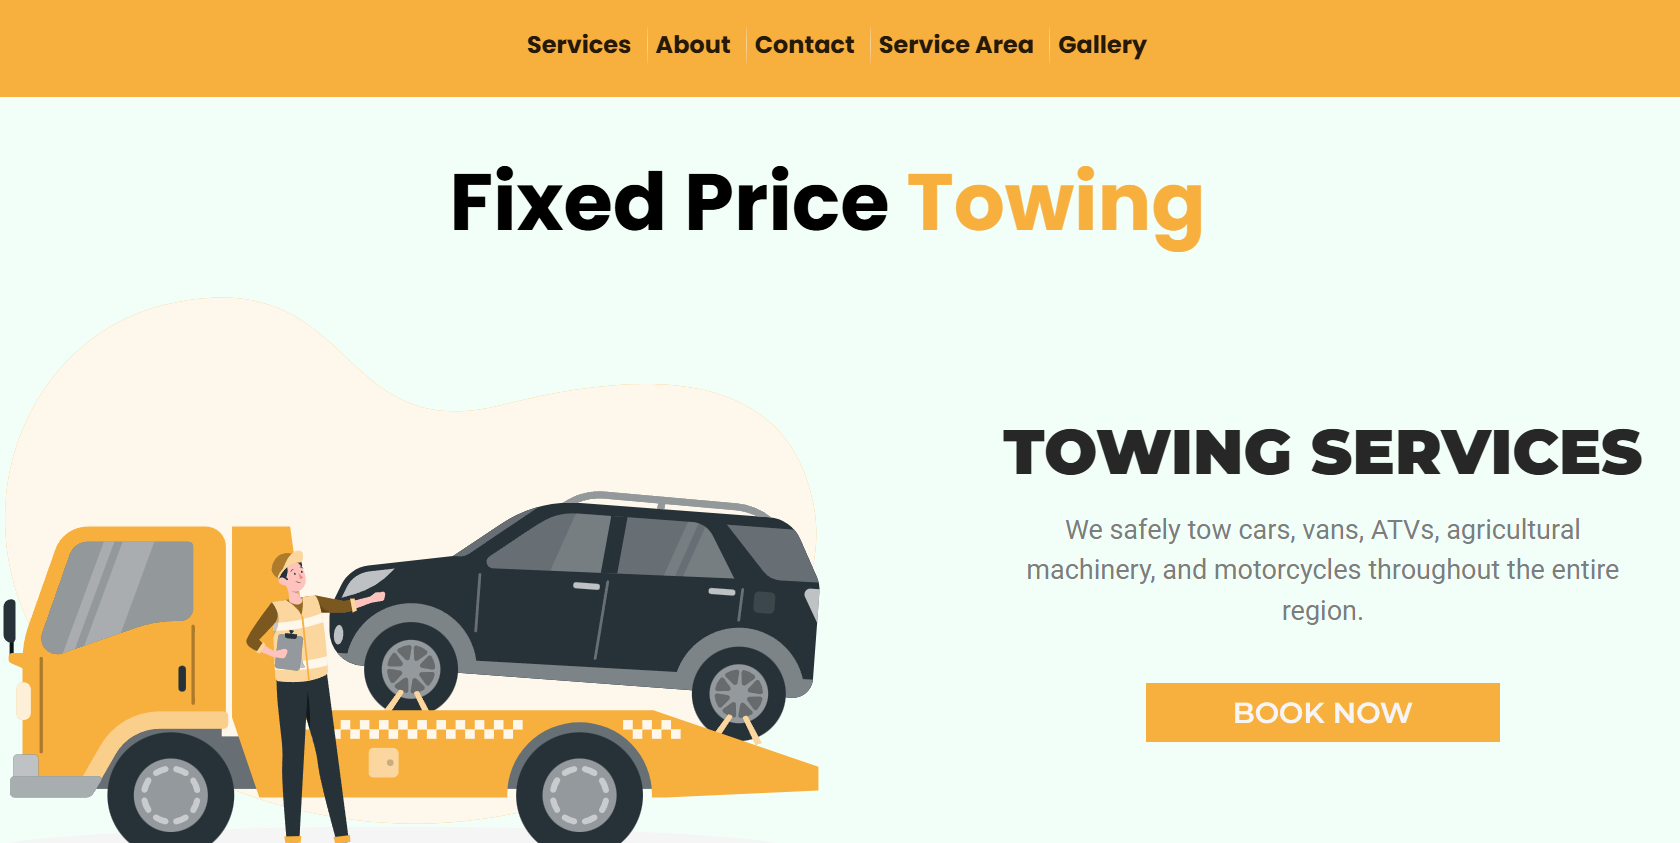 Services About Contact Service Area Gallery
Fixed Price Towing
TOWING SERVICES
We safely tow cars, vans, ATVs, agricultural
machinery, and motorcycles throughout the entire
region.
BOOK NOW